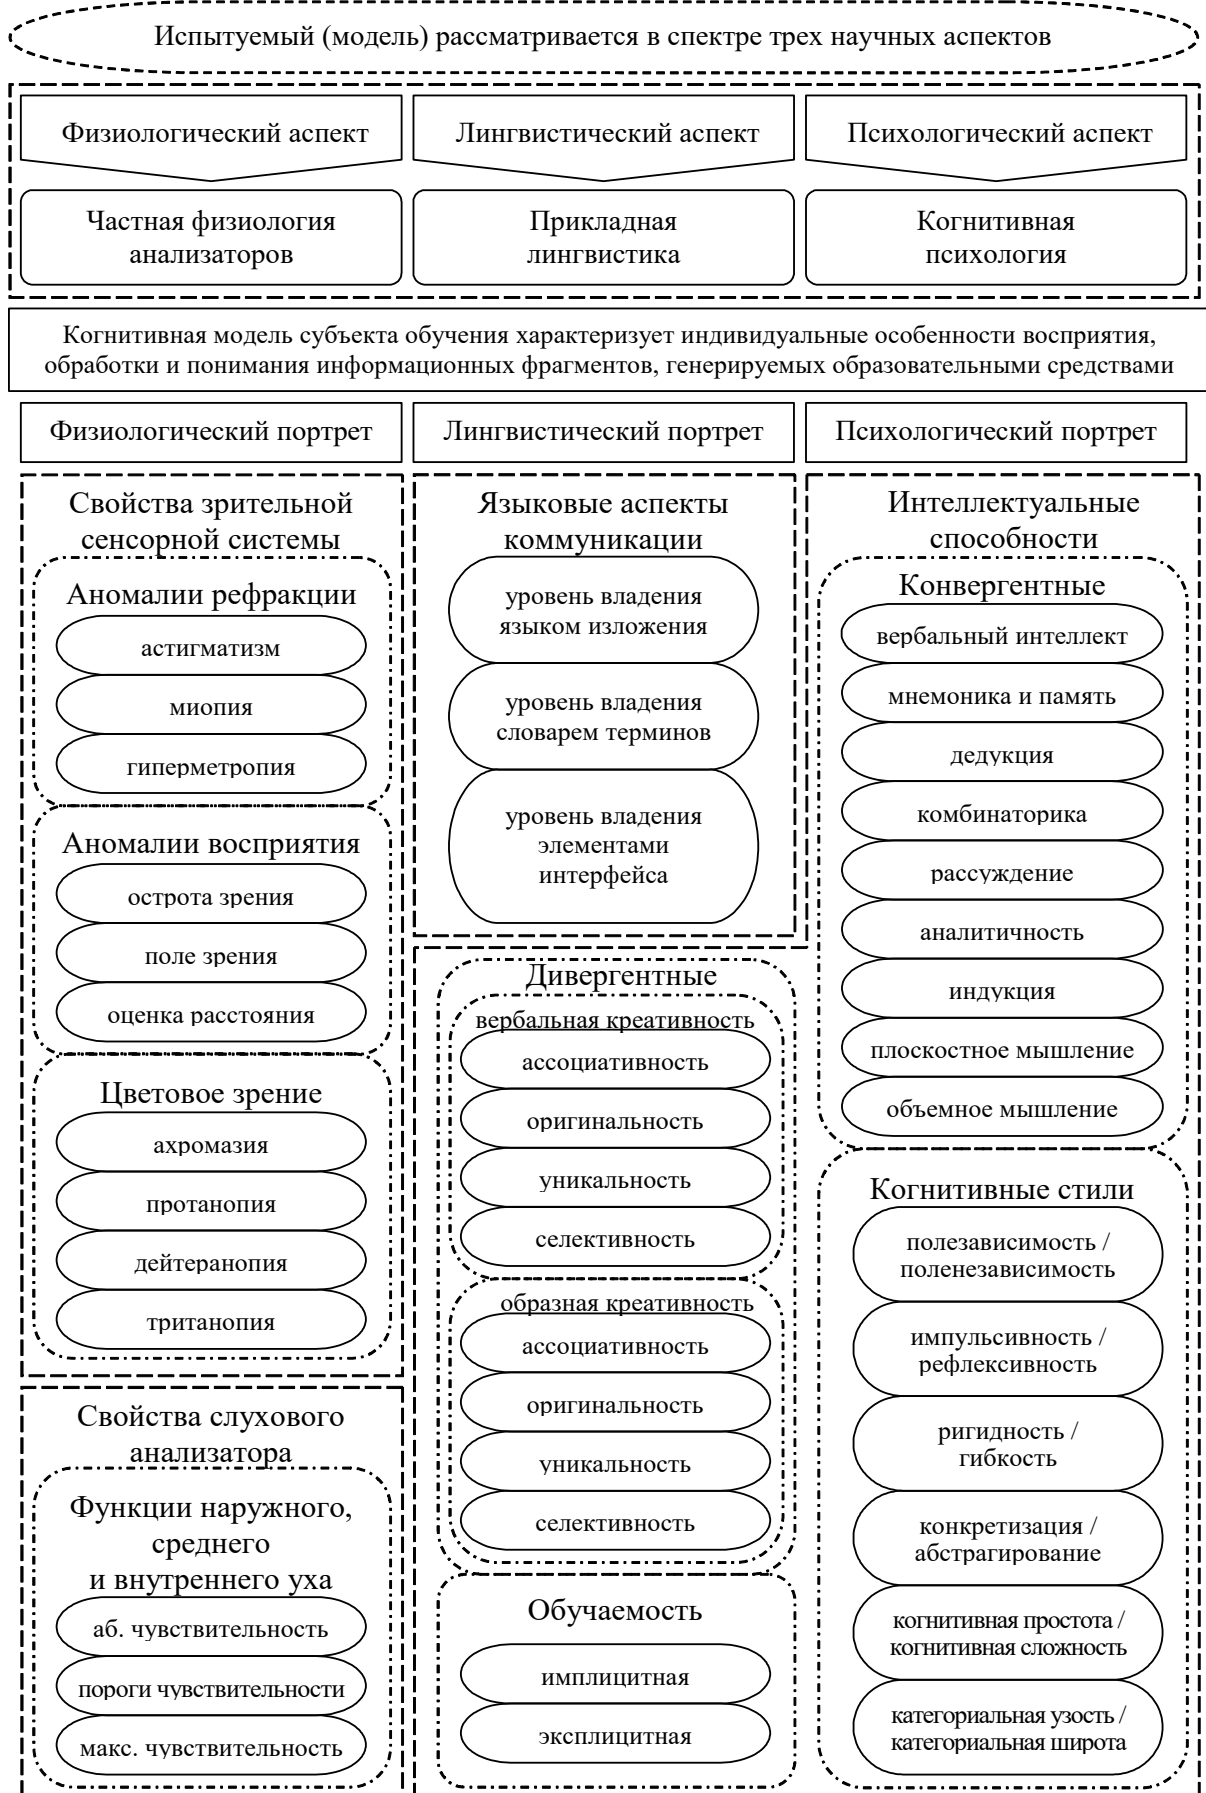 Испытуемый (модель) рассматривается в спектре трех научных аспектов
Физиологический аспект
Лингвистический аспект
Психологический аспект
Частная физиология
анализаторов
Прикладная
лингвистика
Когнитивная
психология
Когнитивная модель субъекта обучения характеризует индивидуальные особенности восприятия,
обработки и понимания информационных фрагментов, генерируемых образовательными средствами
Физиологический портрет
Лингвистический портрет
Психологический портрет
Свойства зрительной
сенсорной системы
Аномалии рефракции
астигматизм
миопия
гиперметропия
Аномалии восприятия
острота зрения
поле зрения
оценка расстояния
Цветовое зрение
ахромазия
протанопия
дейтеранопия
тританопия
Свойства слухового
анализатора
Функции наружного,
среднего
и внутреннего уха
аб. чувствительность
пороги чувствительности
макс. чувствительность
Языковые аспекты
коммуникации
уровень владения
языком изложения
уровень владения
словарем терминов
уровень владения
элементами
интерфейса
Интеллектуальные
способности
Конвергентные
вербальный интеллект
мнемоника и память
дедукция
комбинаторика
рассуждение
аналитичность
индукция
плоскостное мышление
объемное мышление
Дивергентные
вербальная креативность
ассоциативность
оригинальность
уникальность
селективность
образная креативность
ассоциативность
оригинальность
уникальность
селективность
Обучаемость
имплицитная
эксплицитная
Когнитивные стили
полезависимость /
поленезависимость
импульсивность /
рефлексивность
ригидность /
гибкость
конкретизация /
абстрагирование
когнитивная простота /
когнитивная сложность
категориальная узость /
категориальная широта